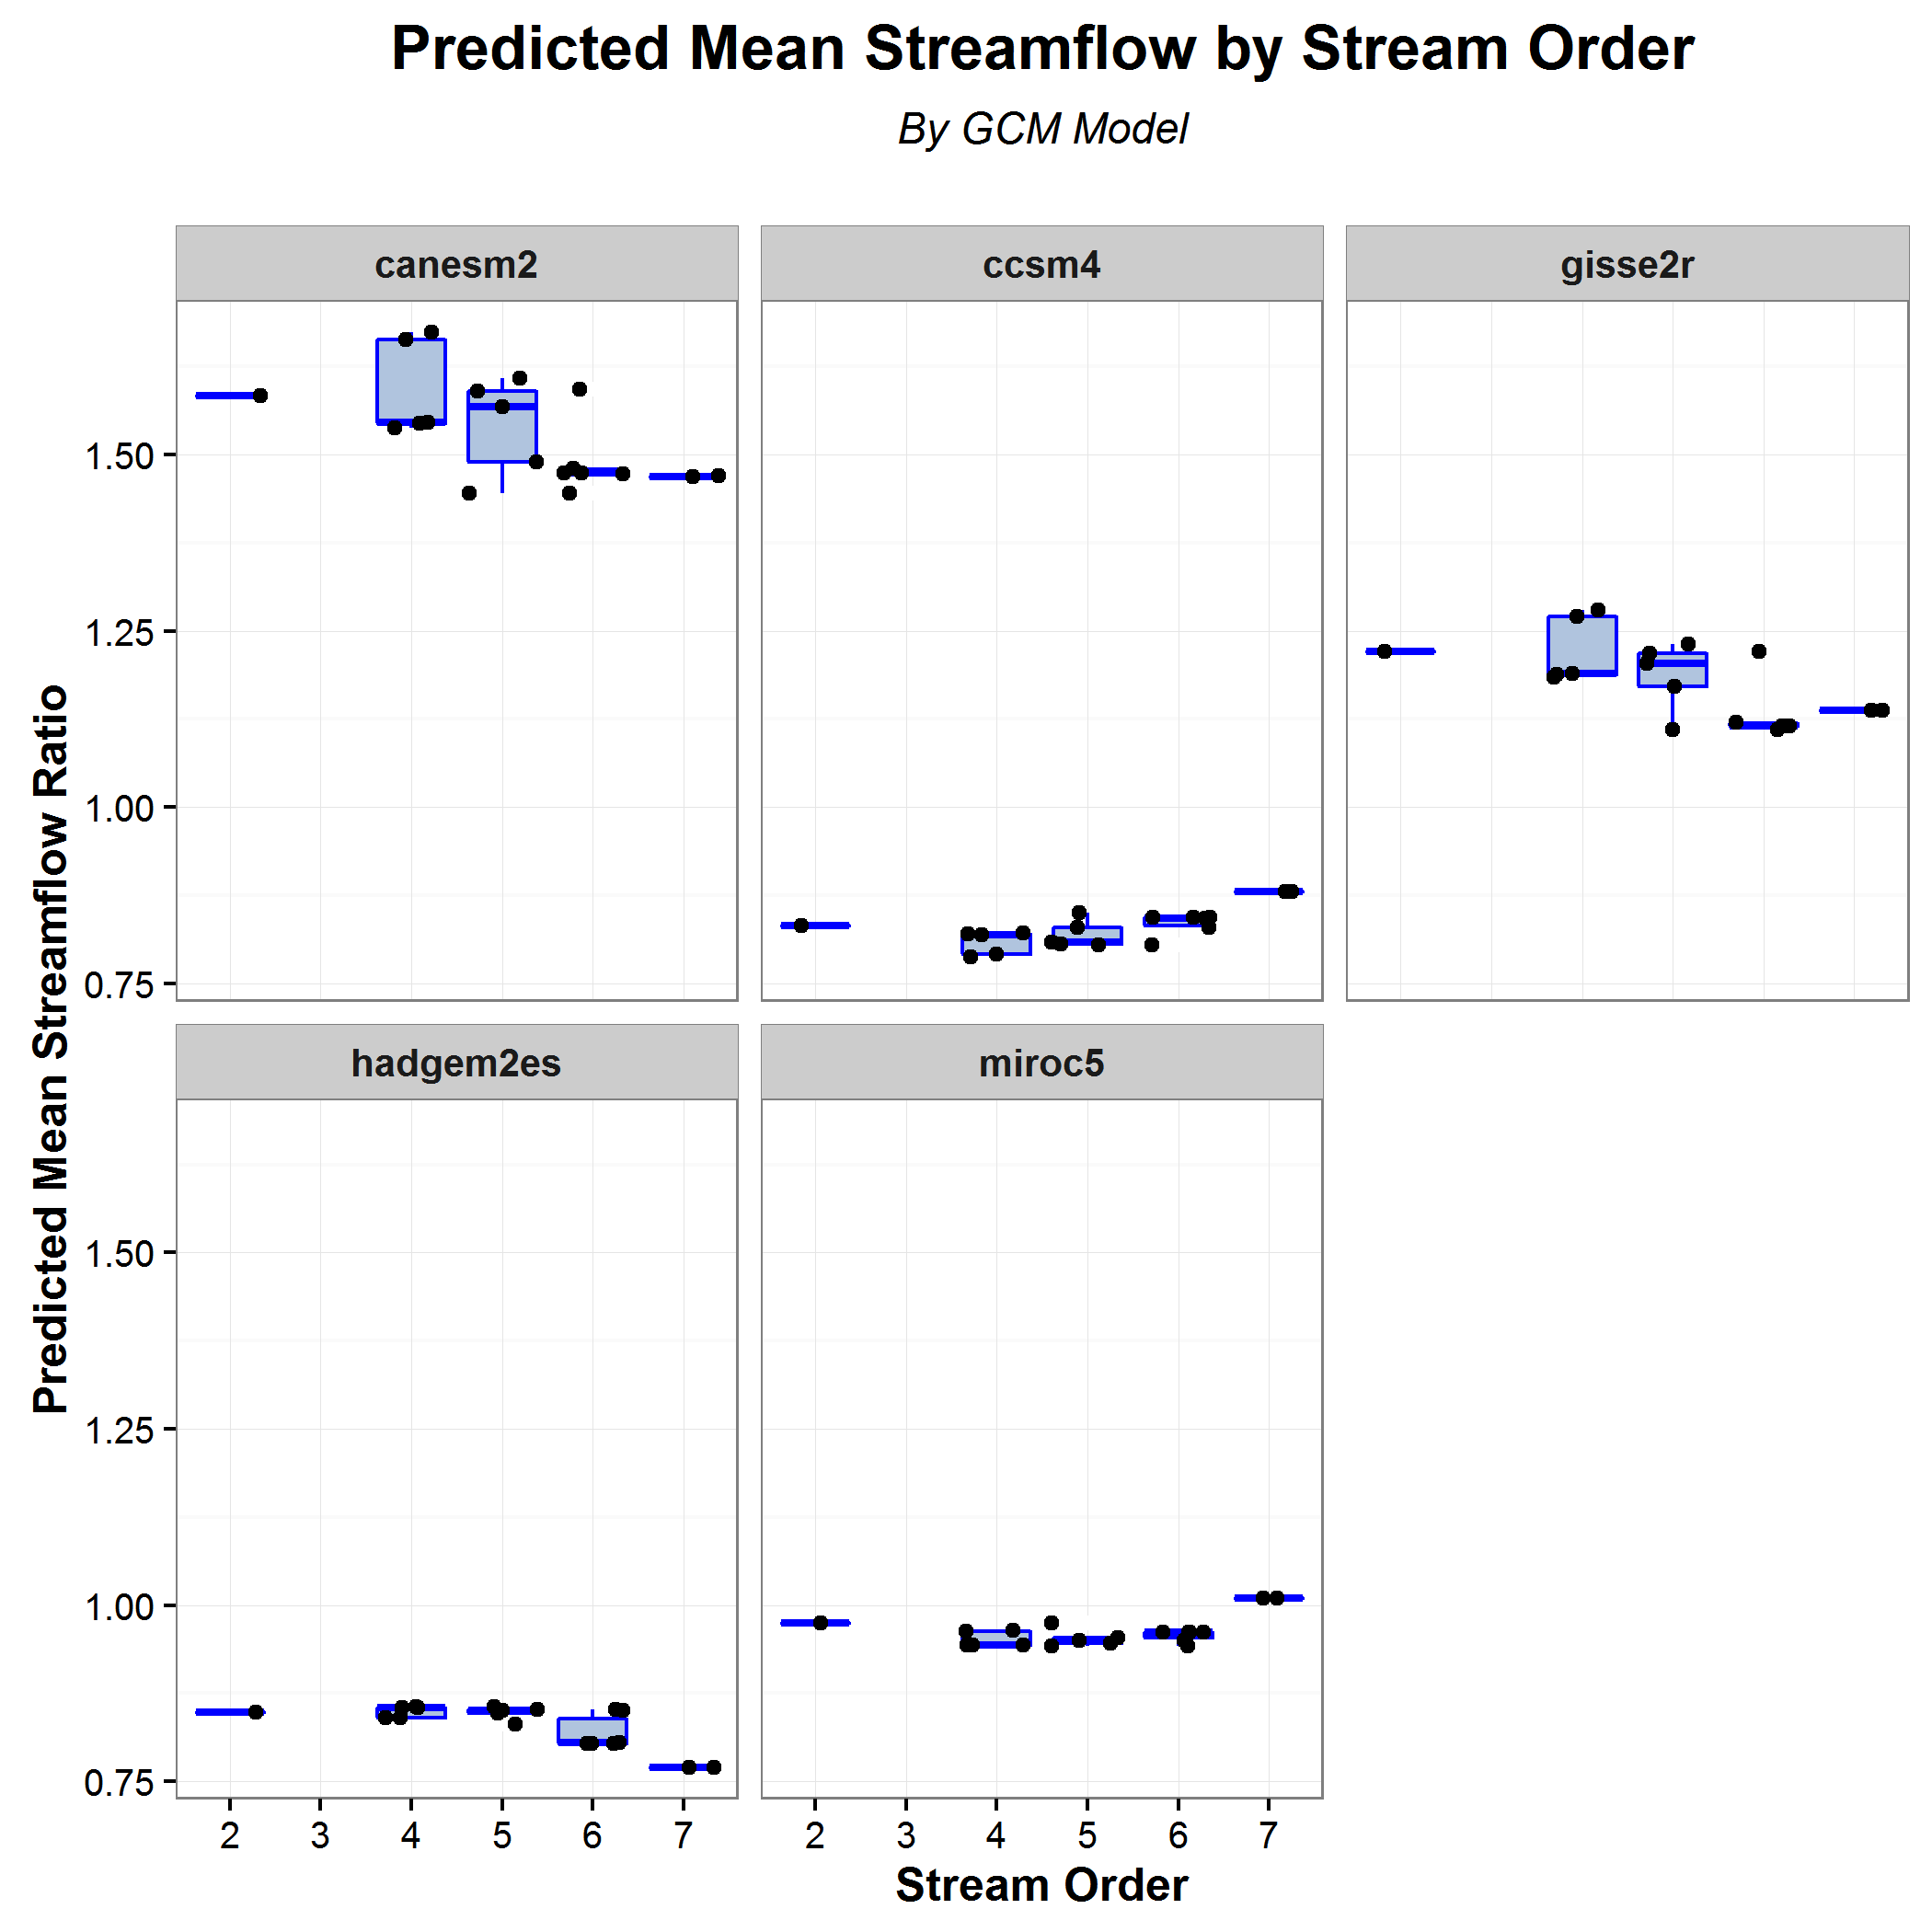 Predicted Mean Streamflow by Stream Order
By GCM Model
canesm2
ccsm4
gisse2r
1.50
1.25
1.00
0.75
Predicted Mean Streamflow Ratio
hadgem2es
miroc5
1.50
1.25
1.00
0.75
2 3 4 5 6 7
2 3 4 5 6 7
Stream Order